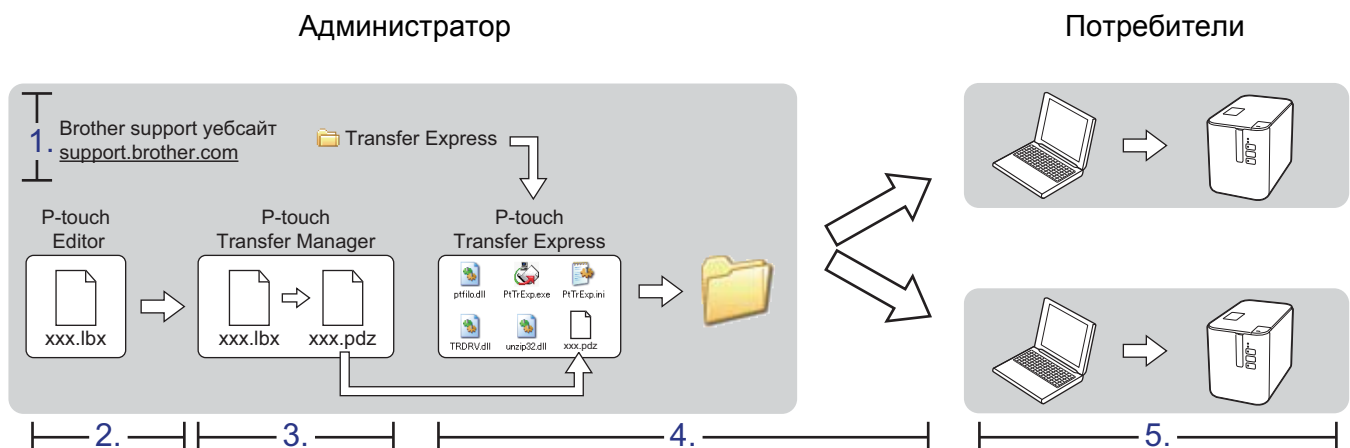 Администратор
Потребители
1. Brother support уебсайт
support.brother.com
Transfer Express
P-touch
Editor
xxx.lbx
P-touch
Transfer Manager
xxx.lbx
xxx.pdz
P-touch
Transfer Express
ptfilo.dll
PtTrExp.exe
PtTrExp.ini
TRDRV.dll
unzip32.dll
xxx.pdz
2.
3.
4.
5.